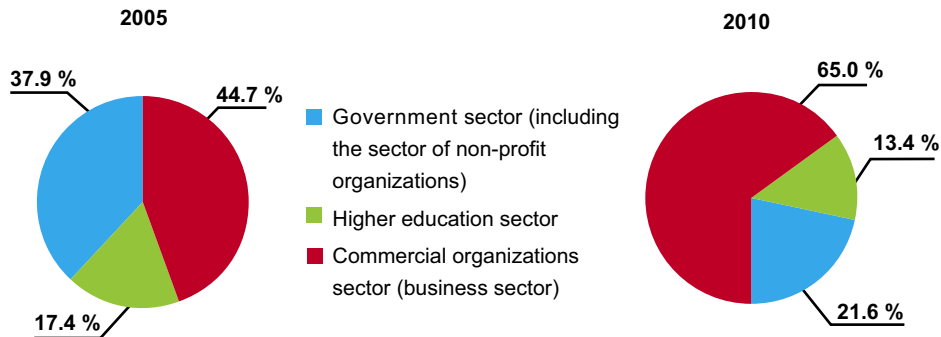 2005
37.9 %
44.7 %
17.4 %
Government sector (including
the sector of non-profit
organizations)
Higher education sector
Commercial organizations
sector (business sector)
2010
65.0 %
13.4 %
21.6 %